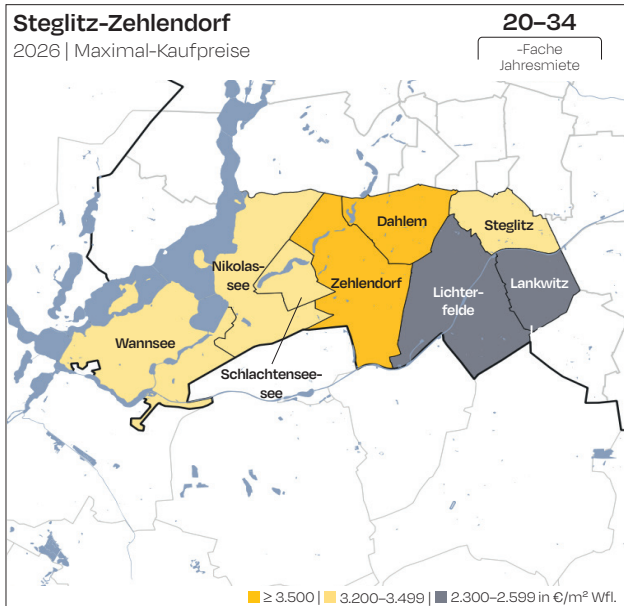 Steglitz-Zehlendorf
2026 | Maximal-Kaufpreise
20–34
-Fache
Jahresmiete
Dahlem
Steglitz
Nikolas-
see
Zehlendorf
Lichter-
felde
Lankwitz
Wannsee
Schlachtensee-
see
≥ 3.500 | 3.200–3.499 | 2.300–2.599 in €/m² Wfl.